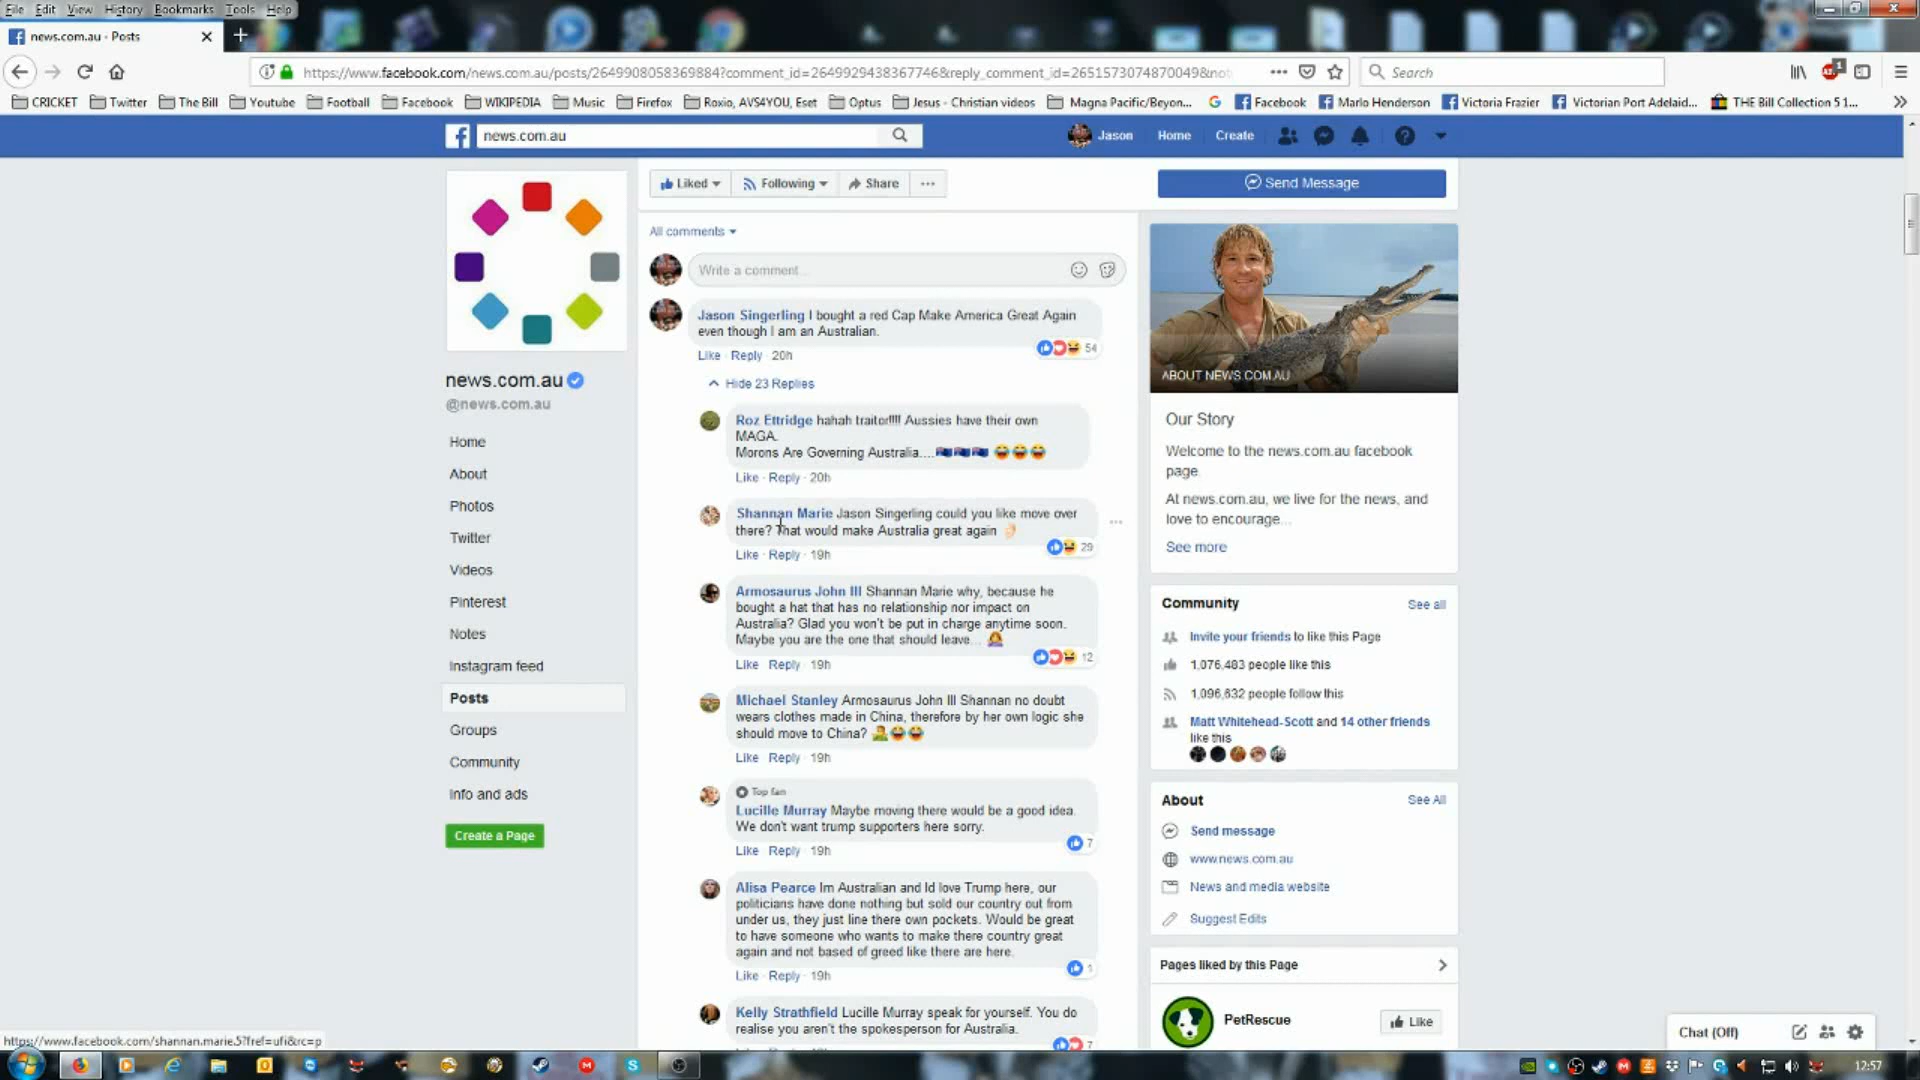 File Edit View History Bookmarks Tools Help
news.com.au - Posts
https://www.facebook.com/news.com.au/posts/2649908058369884?comment_id=2649929438367746&reply_comment_id=2651573074870049&not
Search
CRICKET Twitter The Bill Youtube Football Facebook WIKIPEDIA Music Firefox Roxio, AVS4YOU, Eset Optus Jesus - Christian videos Magna Pacific/Beyon... Facebook Marlo Henderson Victoria Frazier Victorian Port Adelaid... THE Bill Collection 5 1...
news.com.au
Jason Home Create
Liked Following Share
Send Message
All comments
Write a comment...
Jason Singerling I bought a red Cap Make America Great Again
even though I am an Australian.
54
Like · Reply · 20h
Hide 23 Replies
Roz Ettridge hahah traitor!!!! Aussies have their own
MAGA.
Morons Are Governing Australia....
Like · Reply · 20h
Shannan Marie Jason Singerling could you like move over
there? That would make Australia great again
29
Like · Reply · 19h
Armosaurus John III Shannan Marie why, because he
bought a hat that has no relationship nor impact on
Australia? Glad you won't be put in charge anytime soon.
Maybe you are the one that should leave...
12
Like · Reply · 19h
Michael Stanley Armosaurus John III Shannan no doubt
wears clothes made in China, therefore by her own logic she
should move to China?
Like · Reply · 19h
Top fan
Lucille Murray Maybe moving there would be a good idea.
We don't want trump supporters here sorry.
7
Like · Reply · 19h
Alisa Pearce Im Australian and Id love Trump here, our
politicians have done nothing but sold our country out from
under us, they just line there own pockets. Would be great
to have someone who wants to make there country great
again and not based of greed like there are here.
1
Like · Reply · 19h
Kelly Strathfield Lucille Murray speak for yourself. You do
realise you aren't the spokesperson for Australia.
7
news.com.au
@news.com.au
Home
About
Photos
Twitter
Videos
Pinterest
Notes
Instagram feed
Posts
Groups
Community
Info and ads
Create a Page
ABOUT NEWS.COM.AU
Our Story
Welcome to the news.com.au facebook
page.
At news.com.au, we live for the news, and
love to encourage...
See more
Community See all
Invite your friends to like this Page
1,076,483 people like this
1,096,632 people follow this
Matt Whitehead-Scott and 14 other friends
like this
About See All
Send message
www.news.com.au
News and media website
Suggest Edits
Pages liked by this Page
PetRescue
Like
Chat (Off)
https://www.facebook.com/shannan.marie.5?fref=ufi&rc=p
12:57